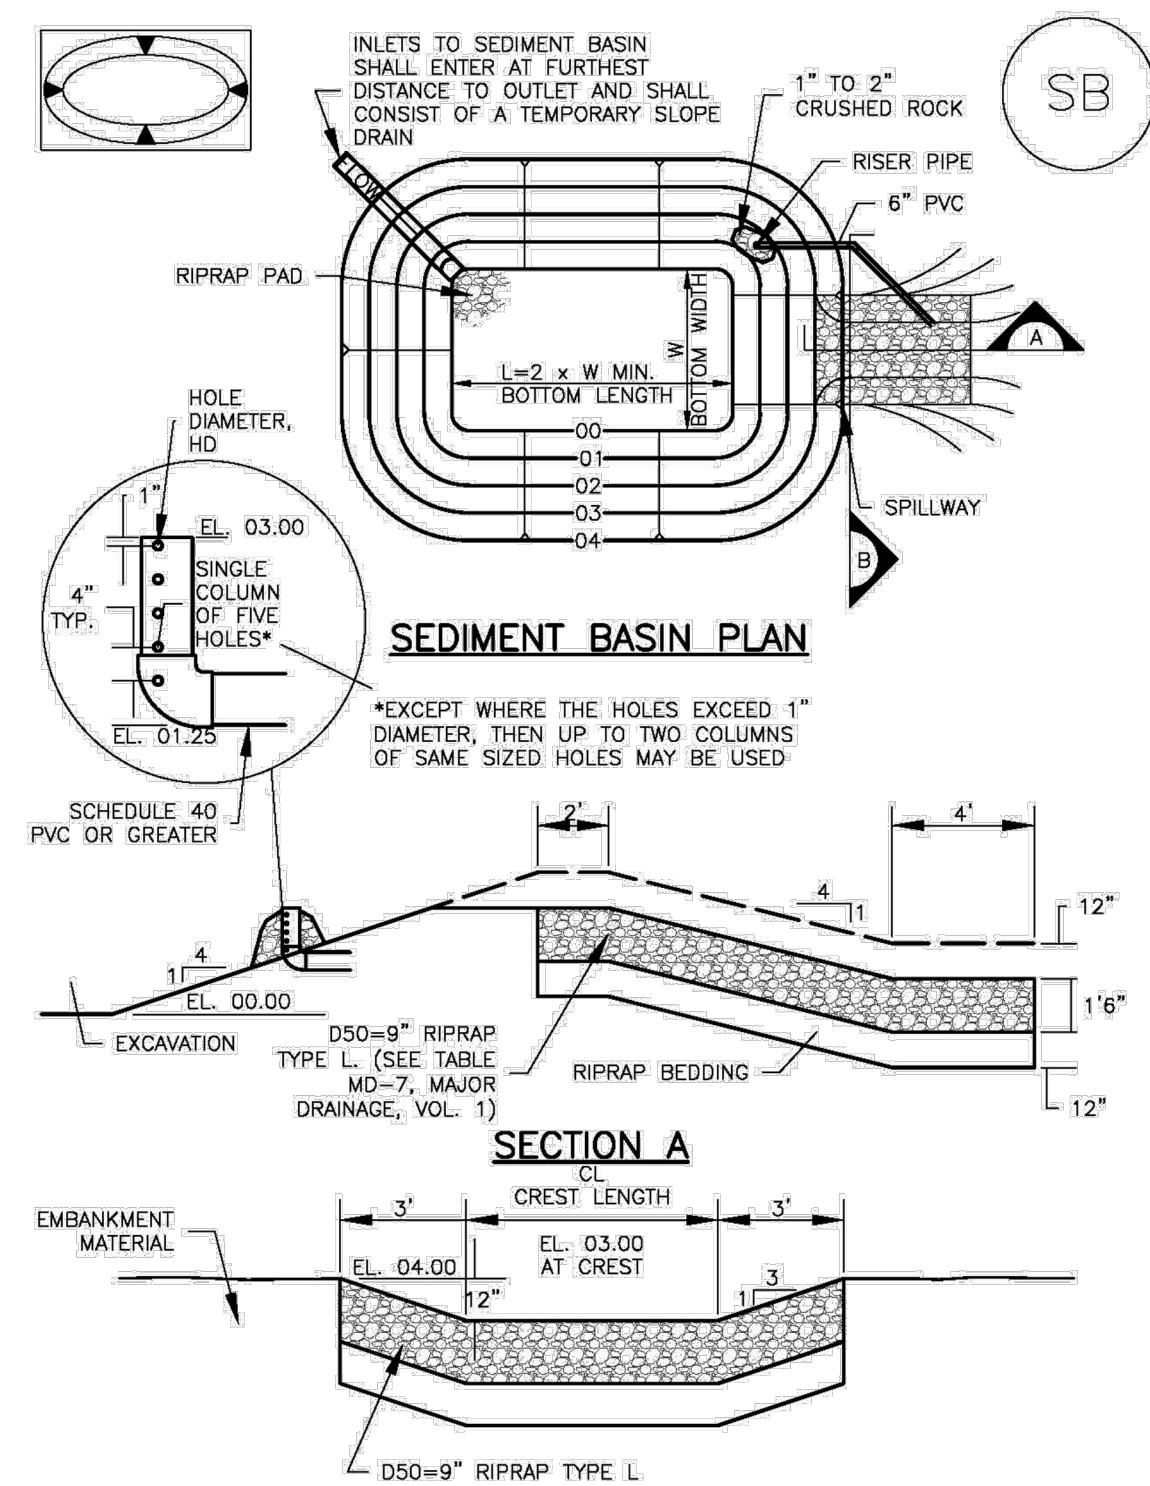 INLETS TO SEDIMENT BASIN
SHALL ENTER AT FURTHEST
DISTANCE TO OUTLET AND SHALL
CONSIST OF A TEMPORARY SLOPE
DRAIN
1" TO 2"
CRUSHED ROCK
SB
RISER PIPE
6" PVC
FLOW
RIPRAP PAD
W
BOTTOM WIDTH
A
L=2 x W MIN.
BOTTOM LENGTH
00
01
02
03
04
SPILLWAY
B
HOLE
DIAMETER,
HD
1"
EL. 03.00
SINGLE
COLUMN
OF FIVE
HOLES*
4"
TYP.
EL. 01.25
SEDIMENT BASIN PLAN
*EXCEPT WHERE THE HOLES EXCEED 1"
DIAMETER, THEN UP TO TWO COLUMNS
OF SAME SIZED HOLES MAY BE USED
SCHEDULE 40
PVC OR GREATER
2'
4'
4
1
12"
4
1
EL. 00.00
1'6"
EXCAVATION
D50=9" RIPRAP
TYPE L. (SEE TABLE
MD-7, MAJOR
DRAINAGE, VOL. 1)
RIPRAP BEDDING
12"
SECTION A
CL
CREST LENGTH
3'
3'
EMBANKMENT
MATERIAL
EL. 03.00
AT CREST
EL. 04.00
12"
3
1
D50=9" RIPRAP TYPE L